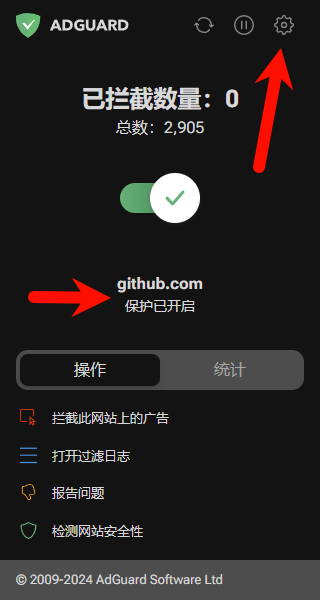 ADGUARD
已拦截数量：0
总数：2,905
github.com
保护已开启
操作
统计
拦截此网站上的广告
打开过滤日志
报告问题
检测网站安全性
© 2009-2024 AdGuard Software Ltd